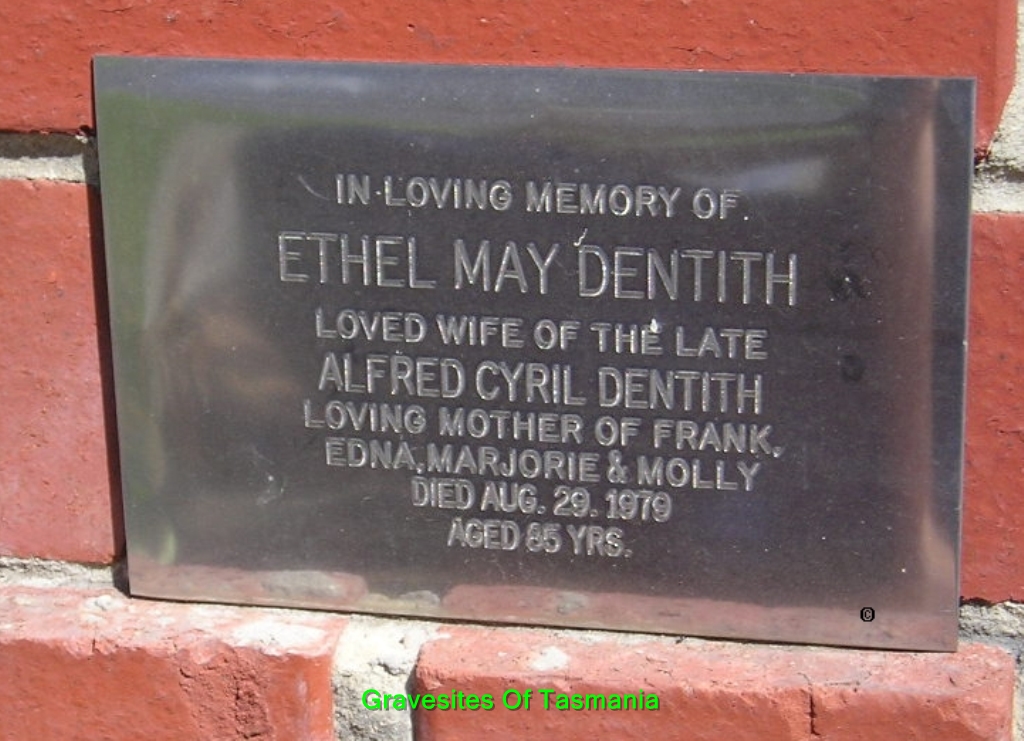 IN LOVING MEMORY OF
ETHEL MAY DENTITH
LOVED WIFE OF THE LATE
ALFRED CYRIL DENTITH
LOVING MOTHER OF FRANK,
EDNA, MARJORIE & MOLLY
DIED AUG. 29. 1979
AGED 85 YRS.
©
Gravesites Of Tasmania